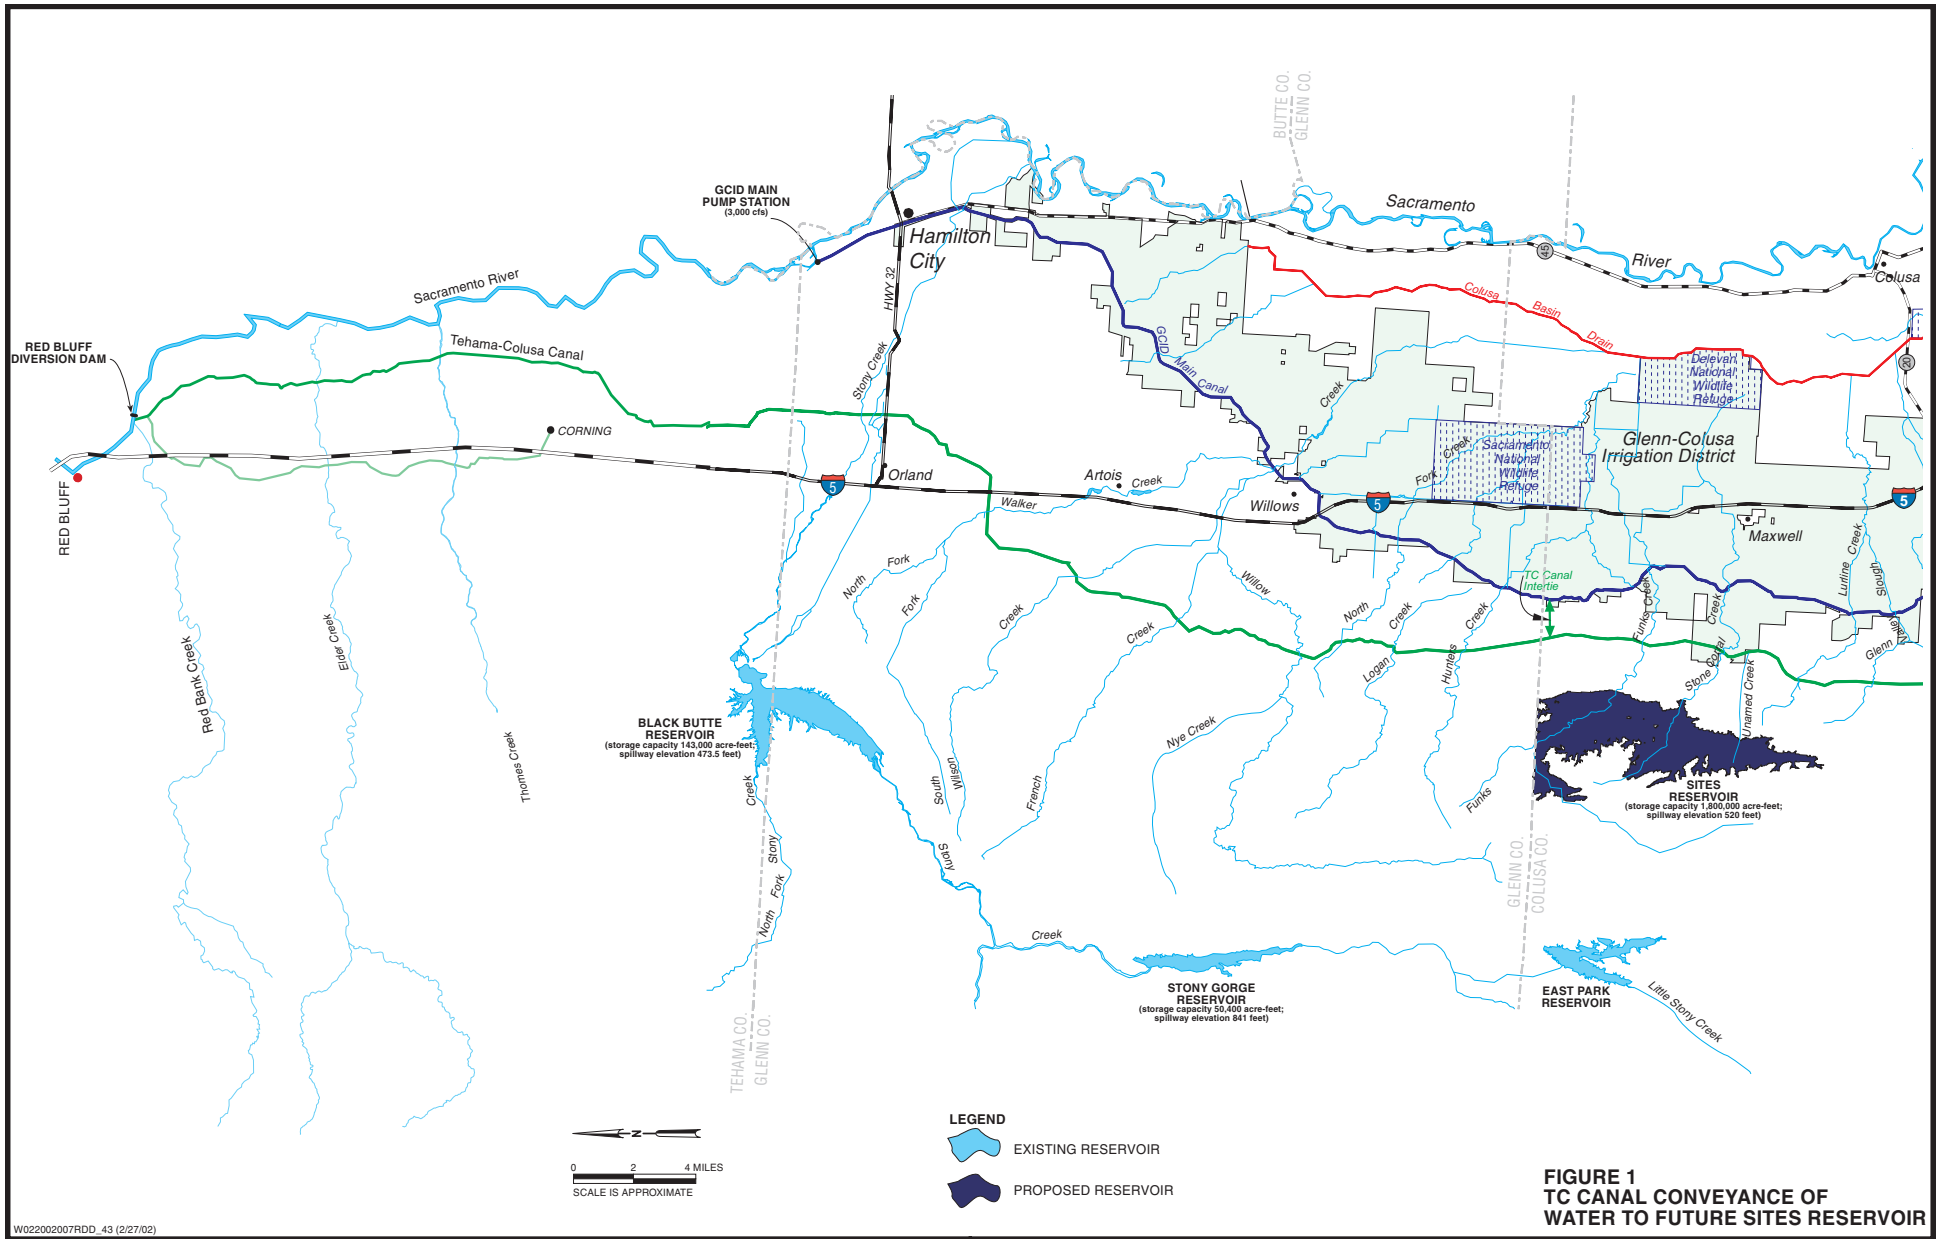 BUTTE CO.
GLENN CO.
GCID MAIN
PUMP STATION
(3,000 cfs)
Sacramento
River
45
Hamilton
City
HWY 32
Colusa
Sacramento River
Colusa
Basin
Drain
RED BLUFF
DIVERSION DAM
Tehama-Colusa Canal
Stony Creek
GCID
Main
Canal
Creek
Delevan
National
Wildlife
Refuge
20
CORNING
Glenn-Colusa
Irrigation District
Sacramento
National
Wildlife
Refuge
Fork
Creek
RED BLUFF
5
Orland
Artois
Creek
Walker
Willows
5
5
Maxwell
North
Fork
Fork
Creek
Creek
Willow
North
Creek
Creek
TC Canal
Intertie
Funks Creek
Creek
Lurline Creek
Slough
Valley
Glenn
Red Bank Creek
Elder Creek
Thomes Creek
Logan
Hunters
Stone Corral
Unamed Creek
BLACK BUTTE
RESERVOIR
(storage capacity 143,000 acre-feet;
spillway elevation 473.5 feet)
Creek
Stony
Fork
North
South
Wilson
French
Nye Creek
Funks
Stony
Creek
SITES
RESERVOIR
(storage capacity 1,800,000 acre-feet;
spillway elevation 520 feet)
GLENN CO.
COLUSA CO.
STONY GORGE
RESERVOIR
(storage capacity 50,400 acre-feet;
spillway elevation 841 feet)
EAST PARK
RESERVOIR
Little Stony Creek
TEHAMA CO.
GLENN CO.
N
0 2 4 MILES
SCALE IS APPROXIMATE
LEGEND
EXISTING RESERVOIR
PROPOSED RESERVOIR
FIGURE 1
TC CANAL CONVEYANCE OF
WATER TO FUTURE SITES RESERVOIR
W022002007RDD_43 (2/27/02)